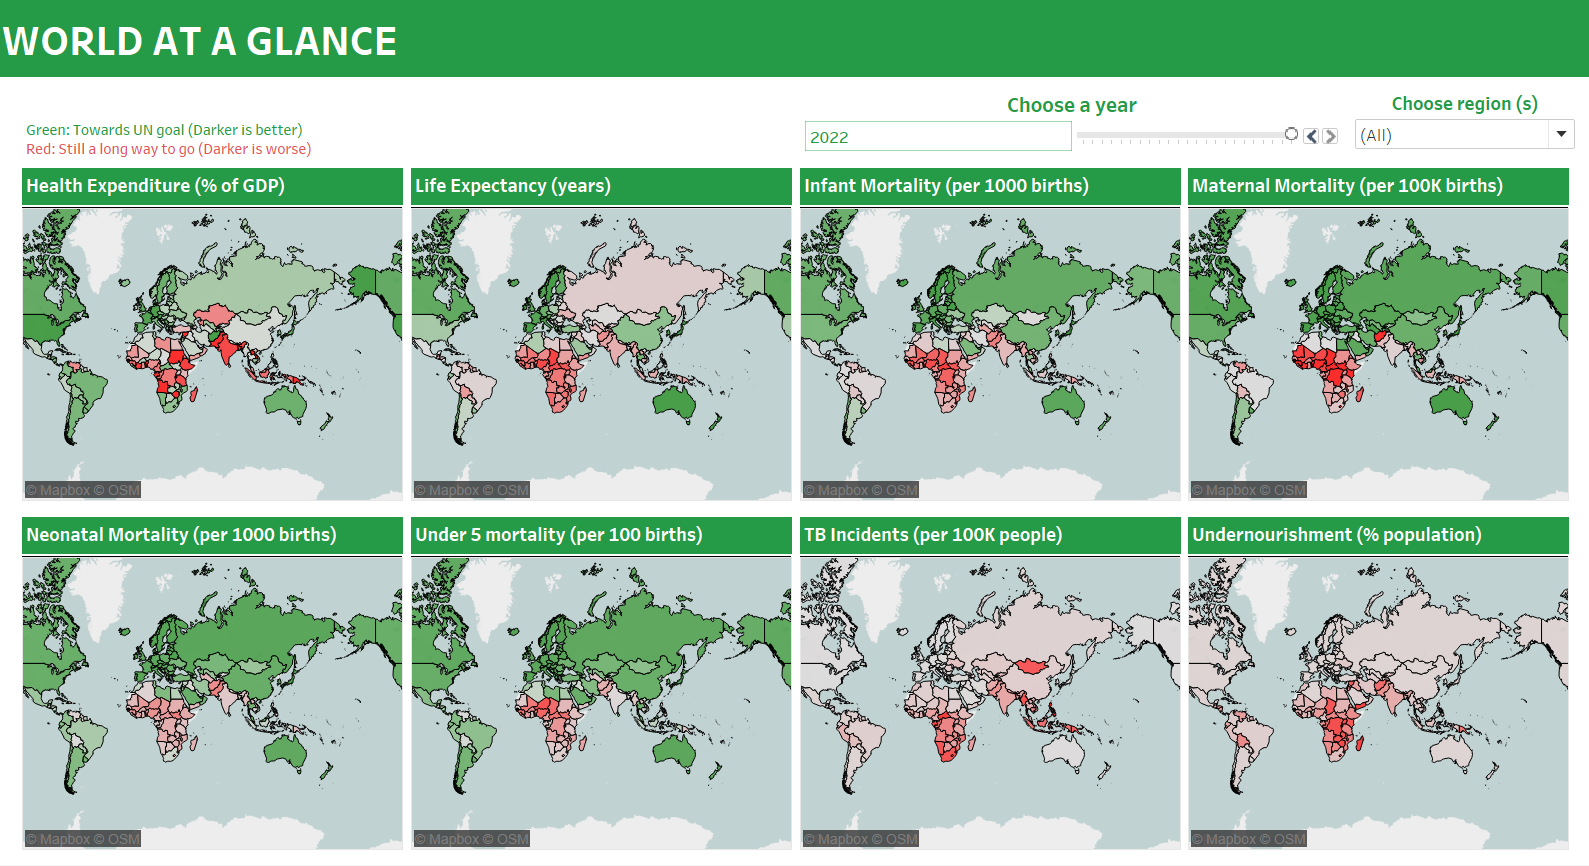 WORLD AT A GLANCE
Choose a year
Choose region (s)
Green: Towards UN goal (Darker is better)
Red: Still a long way to go (Darker is worse)
2022
(All)
Health Expenditure (% of GDP)
Life Expectancy (years)
Infant Mortality (per 1000 births)
Maternal Mortality (per 100K births)
© Mapbox © OSM
© Mapbox © OSM
© Mapbox © OSM
© Mapbox © OSM
Neonatal Mortality (per 1000 births)
Under 5 mortality (per 100 births)
TB Incidents (per 100K people)
Undernourishment (% population)
© Mapbox © OSM
© Mapbox © OSM
© Mapbox © OSM
© Mapbox © OSM